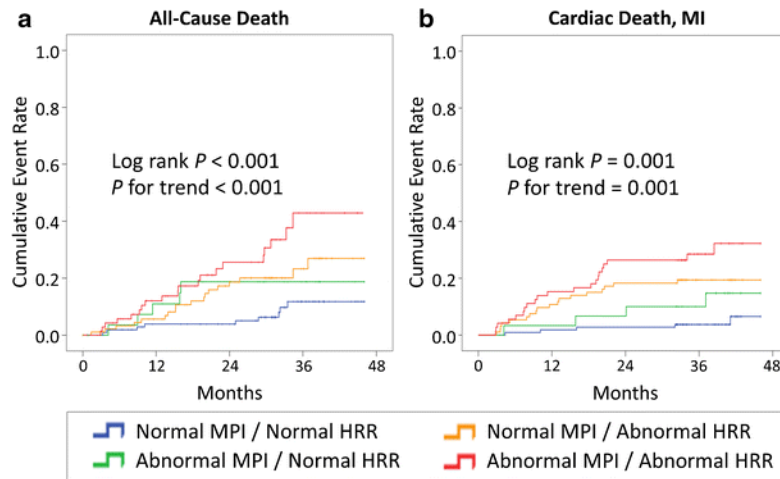 a All-Cause Death
1.0
0.8
0.6
0.4
0.2
0.0
Cumulative Event Rate
Log rank P < 0.001
P for trend < 0.001
0 12 24 36 48
Months
b Cardiac Death, MI
1.0
0.8
0.6
0.4
0.2
0.0
Cumulative Event Rate
Log rank P = 0.001
P for trend = 0.001
0 12 24 36 48
Months
Normal MPI / Normal HRR
Normal MPI / Abnormal HRR
Abnormal MPI / Normal HRR
Abnormal MPI / Abnormal HRR